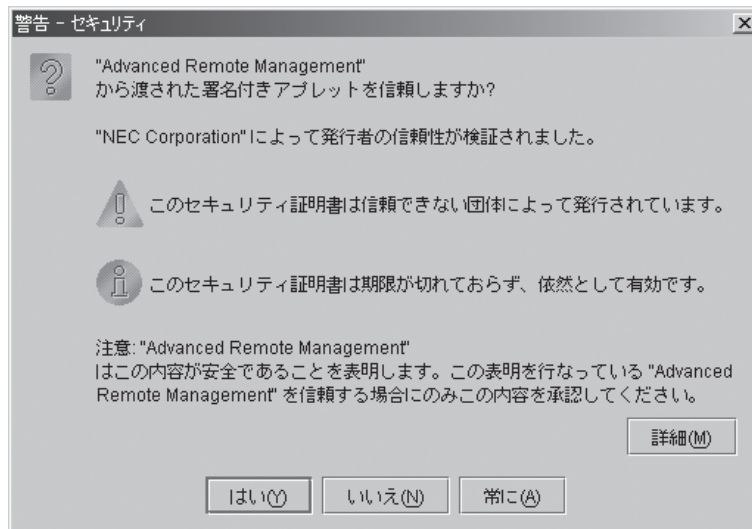 警告 - セキュリティ
"Advanced Remote Management"
から渡された署名付きアプレットを信頼しますか?
"NEC Corporation"によって発行者の信頼性が検証されました。
このセキュリティ証明書は信頼できない団体によって発行されています。
このセキュリティ証明書は期限が切れておらず、依然として有効です。
注意: "Advanced Remote Management"
はこの内容が安全であることを表明します。この表明を行なっている "Advanced
Remote Management" を信頼する場合にのみこの内容を承認してください。
詳細(M)
はい(Y) いいえ(N) 常に(A)